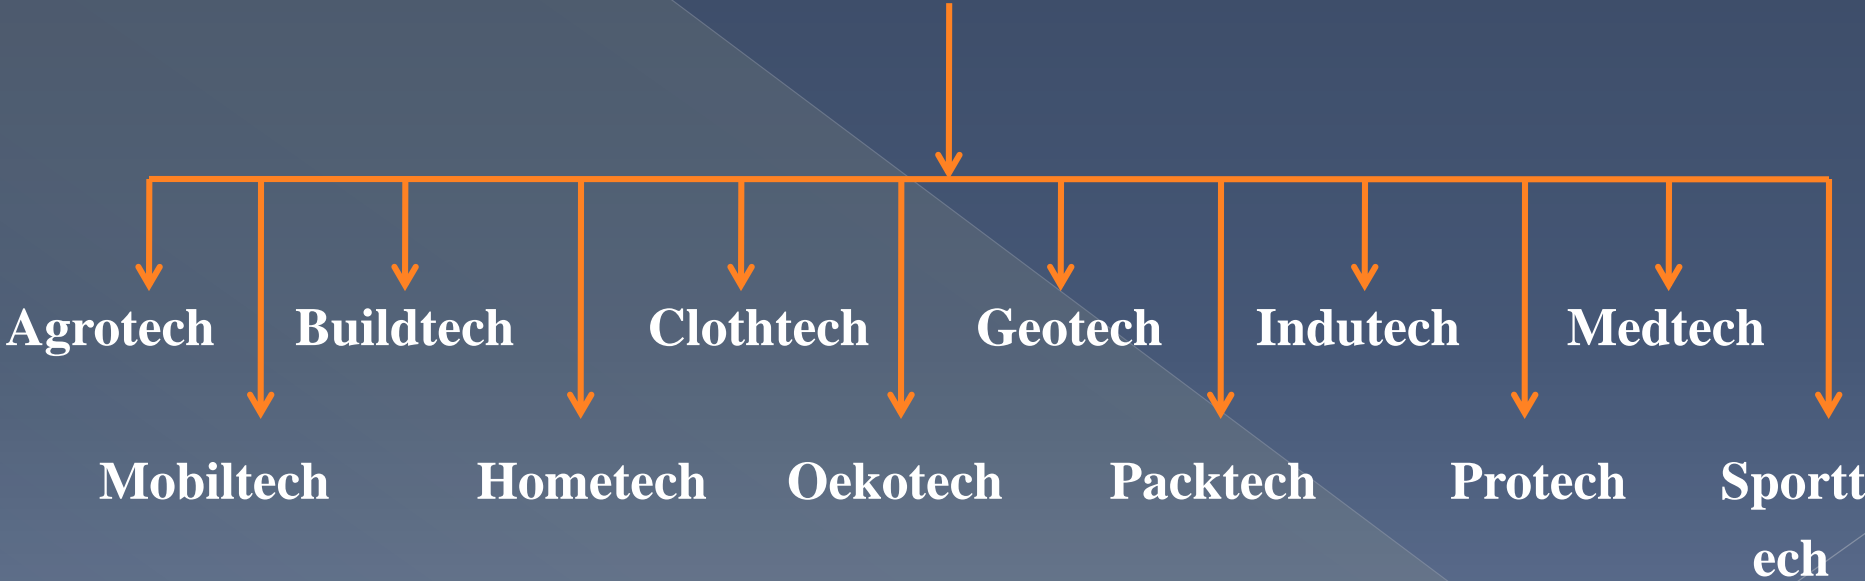 Agrotech Buildtech Clothtech Geotech Indutech Medtech
Mobiltech Hometech Oekotech Packtech Protech Sportt
ech